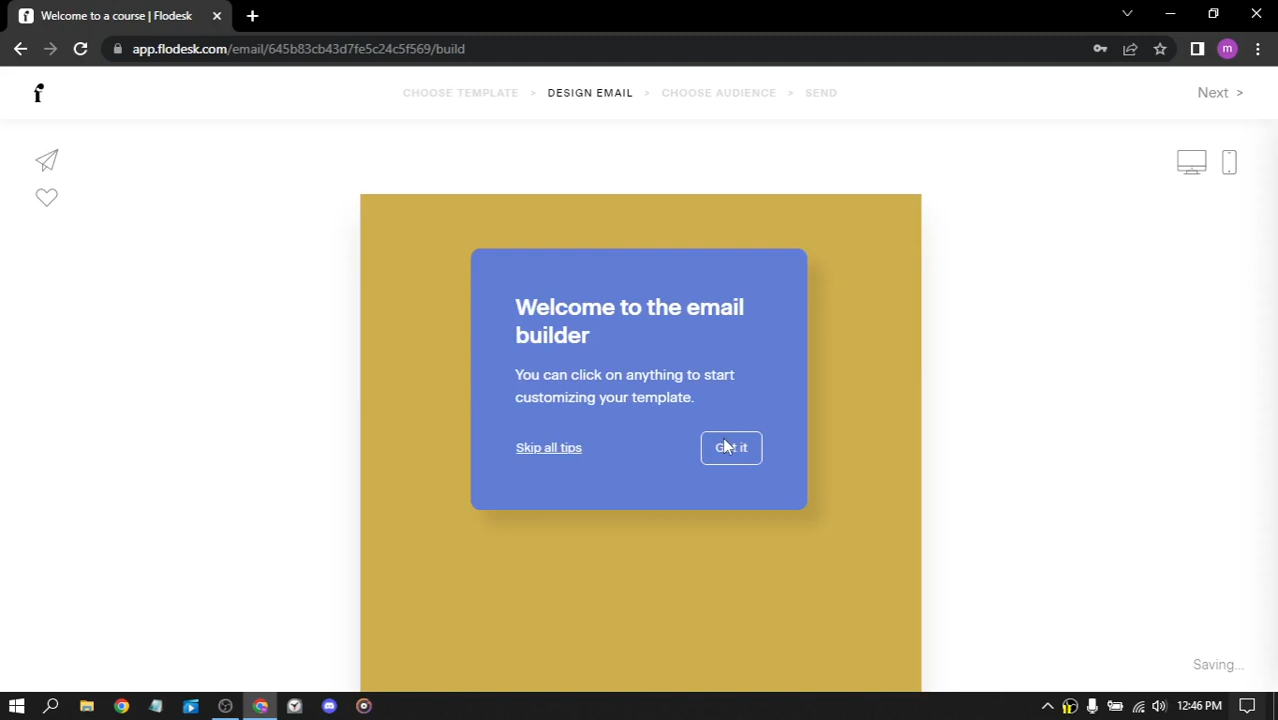 Welcome to a course | Flodesk
app.flodesk.com/email/645b83cb43d7fe5c24c5f569/build
m
CHOOSE TEMPLATE > DESIGN EMAIL > CHOOSE AUDIENCE > SEND
Next >
Welcome to the email
builder
You can click on anything to start
customizing your template.
Skip all tips
Got it
Saving...
12:46 PM